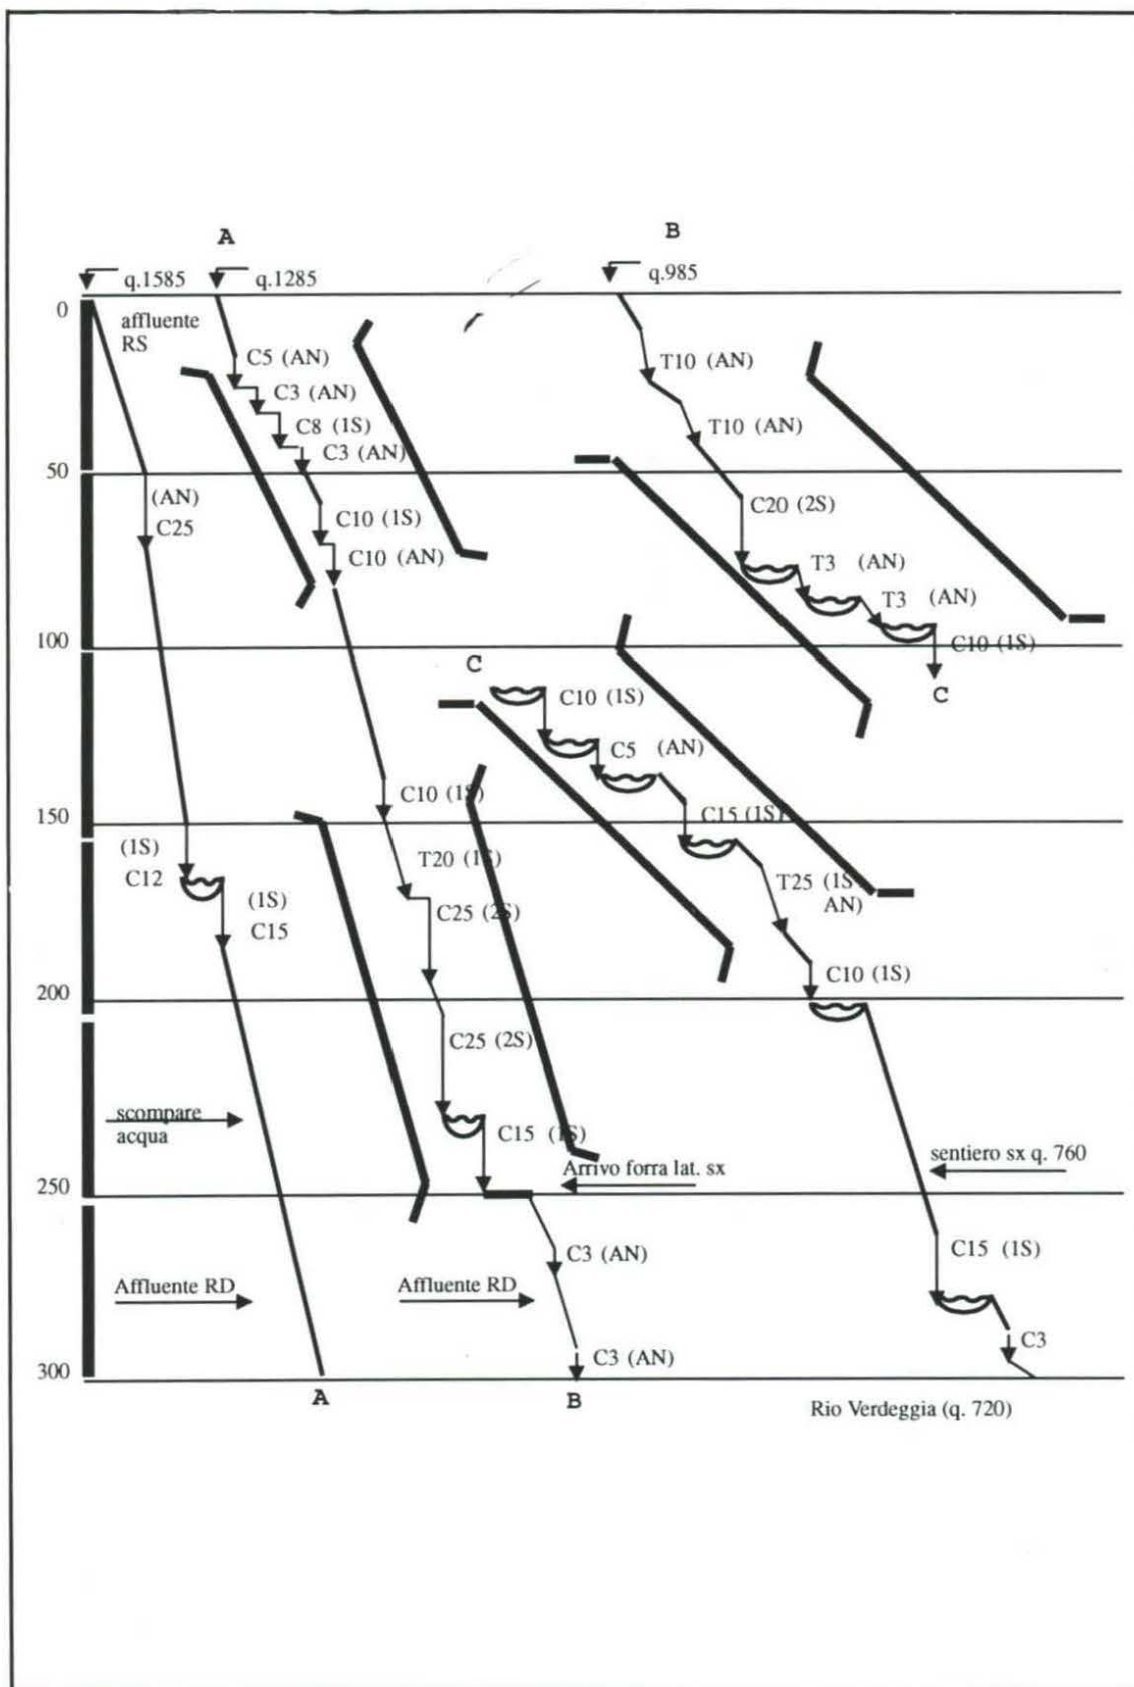 A
B
q.1585
q.1285
q.985
0
affluente
RS
C5 (AN)
C3 (AN)
C8 (1S)
C3 (AN)
T10 (AN)
T10 (AN)
50
(AN)
C25
C10 (1S)
C10 (AN)
C20 (2S)
T3 (AN)
T3 (AN)
100
C10 (1S)
C
C
C10 (1S)
C5 (AN)
C10 (1S)
C15 (1S)
150
(1S)
C12
T20 (1S)
T25 (1S
AN)
(1S)
C15
C25 (2S)
C10 (1S)
200
C25 (2S)
scompare
acqua
C15 (1S)
Arrivo forra lat. sx
sentiero sx q. 760
250
C3 (AN)
C15 (1S)
Affluente RD
Affluente RD
C3
C3 (AN)
300
A
B
Rio Verdeggia (q. 720)